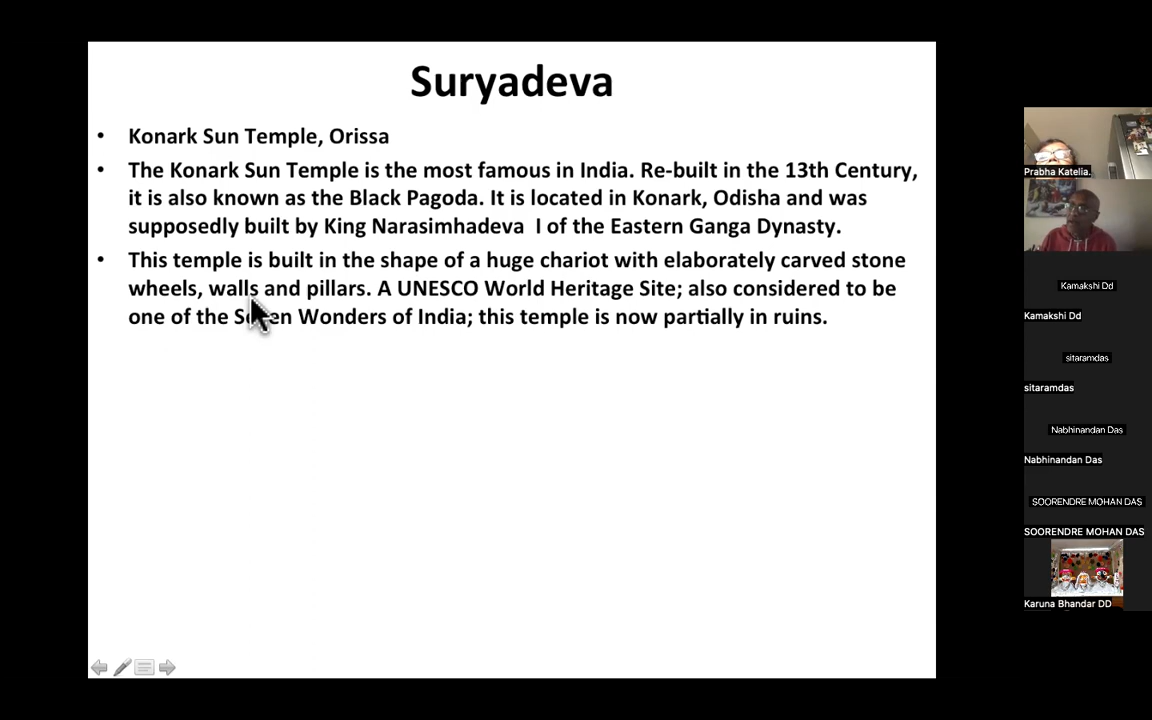 Suryadeva
• Konark Sun Temple, Orissa
• The Konark Sun Temple is the most famous in India. Re-built in the 13th Century,
it is also known as the Black Pagoda. It is located in Konark, Odisha and was
supposedly built by King Narasimhadeva I of the Eastern Ganga Dynasty.
• This temple is built in the shape of a huge chariot with elaborately carved stone
wheels, walls and pillars. A UNESCO World Heritage Site; also considered to be
one of the Seven Wonders of India; this temple is now partially in ruins.
Prabha Katelia.
Kamakshi Dd
Kamakshi Dd
sitaramdas
sitaramdas
Nabhinandan Das
Nabhinandan Das
SOORENDRE MOHAN DAS
SOORENDRE MOHAN DAS
Karuna Bhandar DD